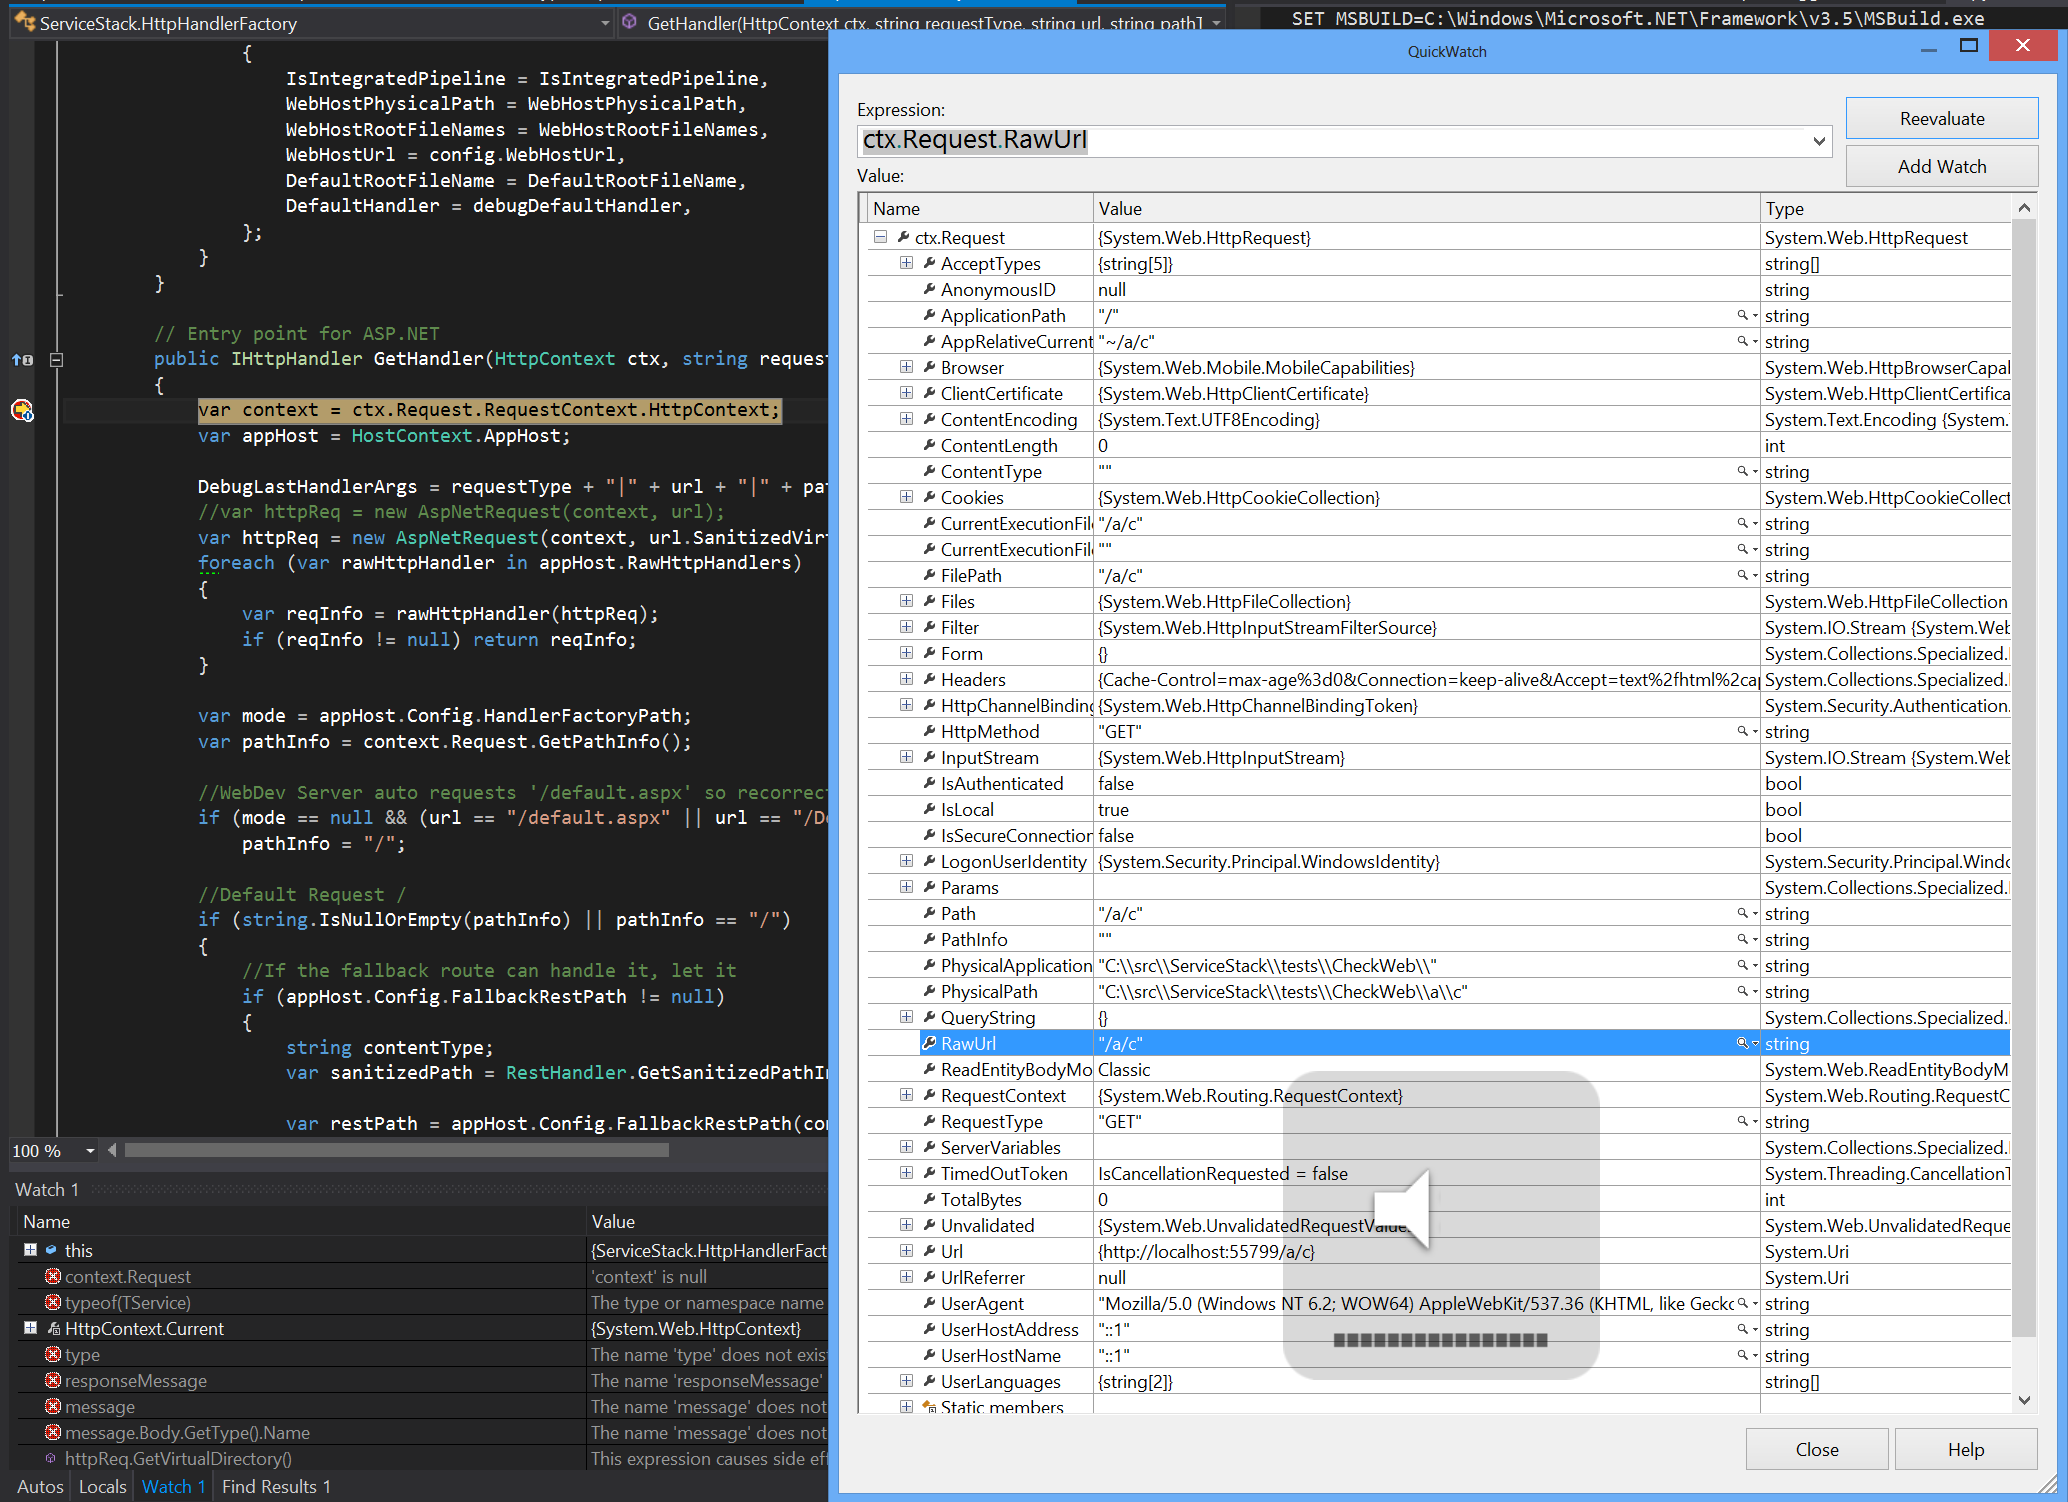 ServiceStack.HttpHandlerFactory
GetHandler(HttpContext ctx, string requestType, string url, string path]
SET MSBUILD=C:\Windows\Microsoft.NET\Framework\v3.5\MSBuild.exe
{
IsIntegratedPipeline = IsIntegratedPipeline,
WebHostPhysicalPath = WebHostPhysicalPath,
WebHostRootFileNames = WebHostRootFileNames,
WebHostUrl = config.WebHostUrl,
DefaultRootFileName = DefaultRootFileName,
DefaultHandler = debugDefaultHandler,
};
}
}
// Entry point for ASP.NET
public IHttpHandler GetHandler(HttpContext ctx, string request
{
var context = ctx.Request.RequestContext.HttpContext;
var appHost = HostContext.AppHost;
DebugLastHandlerArgs = requestType + "|" + url + "|" + pa
//var httpReq = new AspNetRequest(context, url);
var httpReq = new AspNetRequest(context, url.SanitizedVir
foreach (var rawHttpHandler in appHost.RawHttpHandlers)
{
var reqInfo = rawHttpHandler(httpReq);
if (reqInfo != null) return reqInfo;
}
var mode = appHost.Config.HandlerFactoryPath;
var pathInfo = context.Request.GetPathInfo();
//WebDev Server auto requests '/default.aspx' so recorrec
if (mode == null && (url == "/default.aspx" || url == "/D
pathInfo = "/";
//Default Request /
if (string.IsNullOrEmpty(pathInfo) || pathInfo == "/")
{
//If the fallback route can handle it, let it
if (appHost.Config.FallbackRestPath != null)
{
string contentType;
var sanitizedPath = RestHandler.GetSanitizedPathI
var restPath = appHost.Config.FallbackRestPath(co
100 %
Watch 1
Name Value
this {ServiceStack.HttpHandlerFact
context.Request 'context' is null
typeof(TService) The type or namespace name
HttpContext.Current {System.Web.HttpContext}
type The name 'type' does not exis
responseMessage The name 'responseMessage'
message The name 'message' does not
message.Body.GetType().Name The name 'message' does not
httpReq.GetVirtualDirectory() This expression causes side ef
Autos Locals Watch 1 Find Results 1
QuickWatch
Expression:
ctx.Request.RawUrl
Reevaluate
Add Watch
Value:
Name Value Type
ctx.Request {System.Web.HttpRequest} System.Web.HttpRequest
AcceptTypes {string[5]} string[]
AnonymousID null string
ApplicationPath "/" string
AppRelativeCurrent "~/a/c" string
Browser {System.Web.Mobile.MobileCapabilities} System.Web.HttpBrowserCapal
ClientCertificate {System.Web.HttpClientCertificate} System.Web.HttpClientCertifica
ContentEncoding {System.Text.UTF8Encoding} System.Text.Encoding {System.
ContentLength 0 int
ContentType "" string
Cookies {System.Web.HttpCookieCollection} System.Web.HttpCookieCollect
CurrentExecutionFil "/a/c" string
CurrentExecutionFil "" string
FilePath "/a/c" string
Files {System.Web.HttpFileCollection} System.Web.HttpFileCollection
Filter {System.Web.HttpInputStreamFilterSource} System.IO.Stream {System.Web
Form {} System.Collections.Specialized.
Headers {Cache-Control=max-age%3d0&Connection=keep-alive&Accept=text%2fhtml%2cap System.Collections.Specialized.
HttpChannelBinding {System.Web.HttpChannelBindingToken} System.Security.Authentication.
HttpMethod "GET" string
InputStream {System.Web.HttpInputStream} System.IO.Stream {System.Web
IsAuthenticated false bool
IsLocal true bool
IsSecureConnection false bool
LogonUserIdentity {System.Security.Principal.WindowsIdentity} System.Security.Principal.Windo
Params System.Collections.Specialized.
Path "/a/c" string
PathInfo "" string
PhysicalApplication "C:\\src\\ServiceStack\\tests\\CheckWeb\\" string
PhysicalPath "C:\\src\\ServiceStack\\tests\\CheckWeb\\a\\c" string
QueryString {} System.Collections.Specialized.
RawUrl "/a/c" string
ReadEntityBodyMo Classic System.Web.ReadEntityBodyM
RequestContext {System.Web.Routing.RequestContext} System.Web.Routing.RequestC
RequestType "GET" string
ServerVariables System.Collections.Specialized.
TimedOutToken IsCancellationRequested = false System.Threading.CancellationT
TotalBytes 0 int
Unvalidated {System.Web.UnvalidatedRequestValue System.Web.UnvalidatedReque
Url {http://localhost:55799/a/c} System.Uri
UrlReferrer null System.Uri
UserAgent "Mozilla/5.0 (Windows NT 6.2; WOW64) AppleWebKit/537.36 (KHTML, like Gecko string
UserHostAddress "::1" string
UserHostName "::1" string
UserLanguages {string[2]} string[]
Static members
Close Help